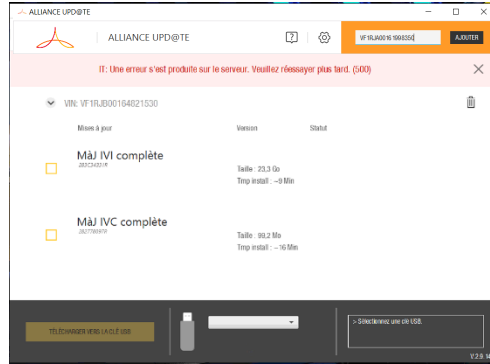 ALLIANCE UPD@TE
ALLIANCE UPD@TE
?
AJOUTER
IT: Une erreur s'est produite sur le serveur. Veuillez réessayer plus tard. (500)
VIN: VF1RJB00164821530
Mises à jour Version Statut
MàJ IVI complète
Taille : 23,3 Go
Tmp install : ~9 Min
MàJ IVC complète
Taille : 99,2 Mo
Tmp install : ~16 Min
TÉLÉCHARGER VERS LA CLÉ USB
> Sélectionnez une clé USB.